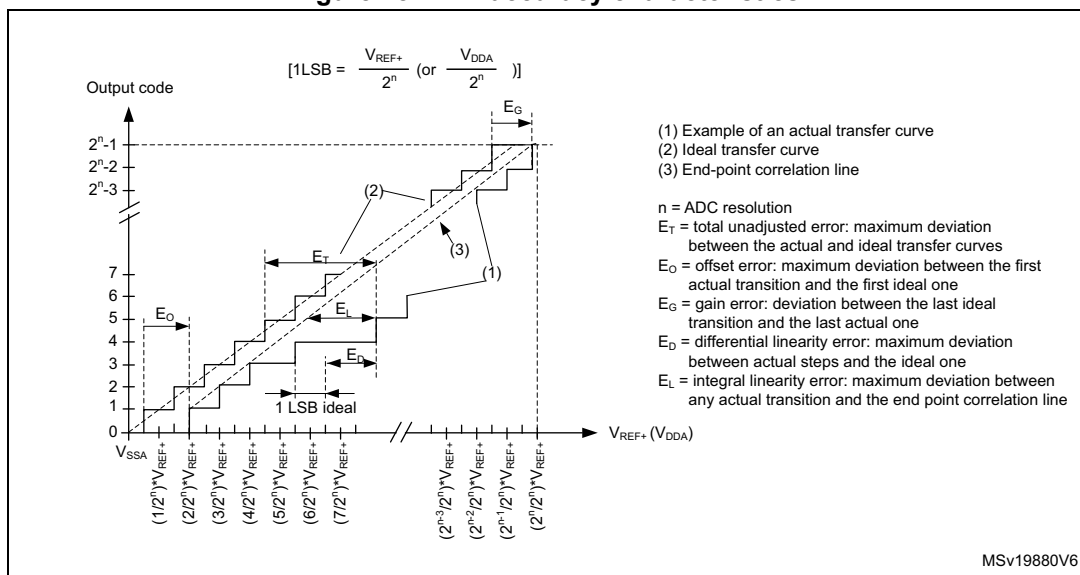 [1LSB = V_REF+ / 2^n (or V_DDA / 2^n )]
Output code
E_G
2^n-1
2^n-2
2^n-3
(2)
(3)
(1)
7
6
5
4
3
2
1
0
E_T
E_O
E_L
E_D
1 LSB ideal
V_SSA
V_REF+ (V_DDA)
(1/2^n)*V_REF+
(2/2^n)*V_REF+
(3/2^n)*V_REF+
(4/2^n)*V_REF+
(5/2^n)*V_REF+
(6/2^n)*V_REF+
(7/2^n)*V_REF+
(2^n-3/2^n)*V_REF+
(2^n-2/2^n)*V_REF+
(2^n-1/2^n)*V_REF+
(2^n/2^n)*V_REF+
(1) Example of an actual transfer curve
(2) Ideal transfer curve
(3) End-point correlation line
n = ADC resolution
E_T = total unadjusted error: maximum deviation
between the actual and ideal transfer curves
E_O = offset error: maximum deviation between the first
actual transition and the first ideal one
E_G = gain error: deviation between the last ideal
transition and the last actual one
E_D = differential linearity error: maximum deviation
between actual steps and the ideal one
E_L = integral linearity error: maximum deviation between
any actual transition and the end point correlation line
MSv19880V6